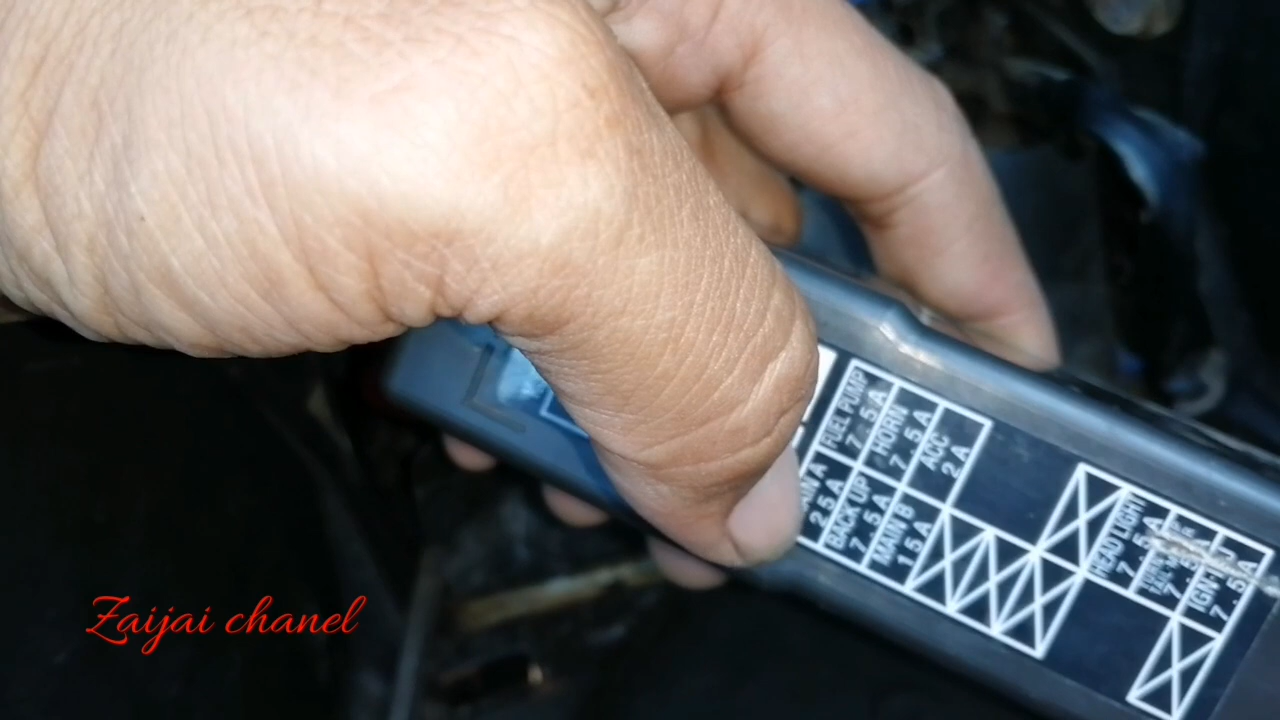 FUEL PUMP
7.5A
HORN
7.5A
ACC
2A
25A
BACK UP
7.5A
MAIN B
15A
HEAD LIGHT
7.5A
IGN
7.5A
Zaijai chanel